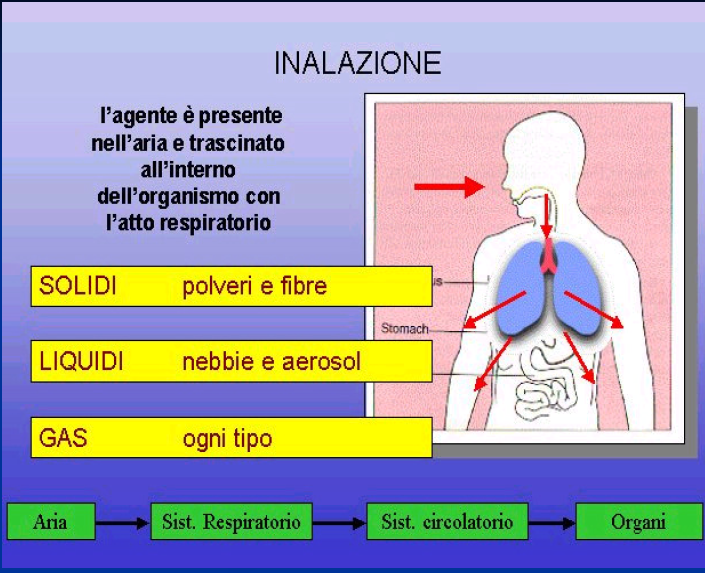 INALAZIONE
l'agente è presente
nell'aria e trascinato
all'interno
dell'organismo con
l'atto respiratorio
SOLIDI polveri e fibre
us
Stomach
LIQUIDI nebbie e aerosol
GAS ogni tipo
Aria Sist. Respiratorio Sist. circolatorio Organi